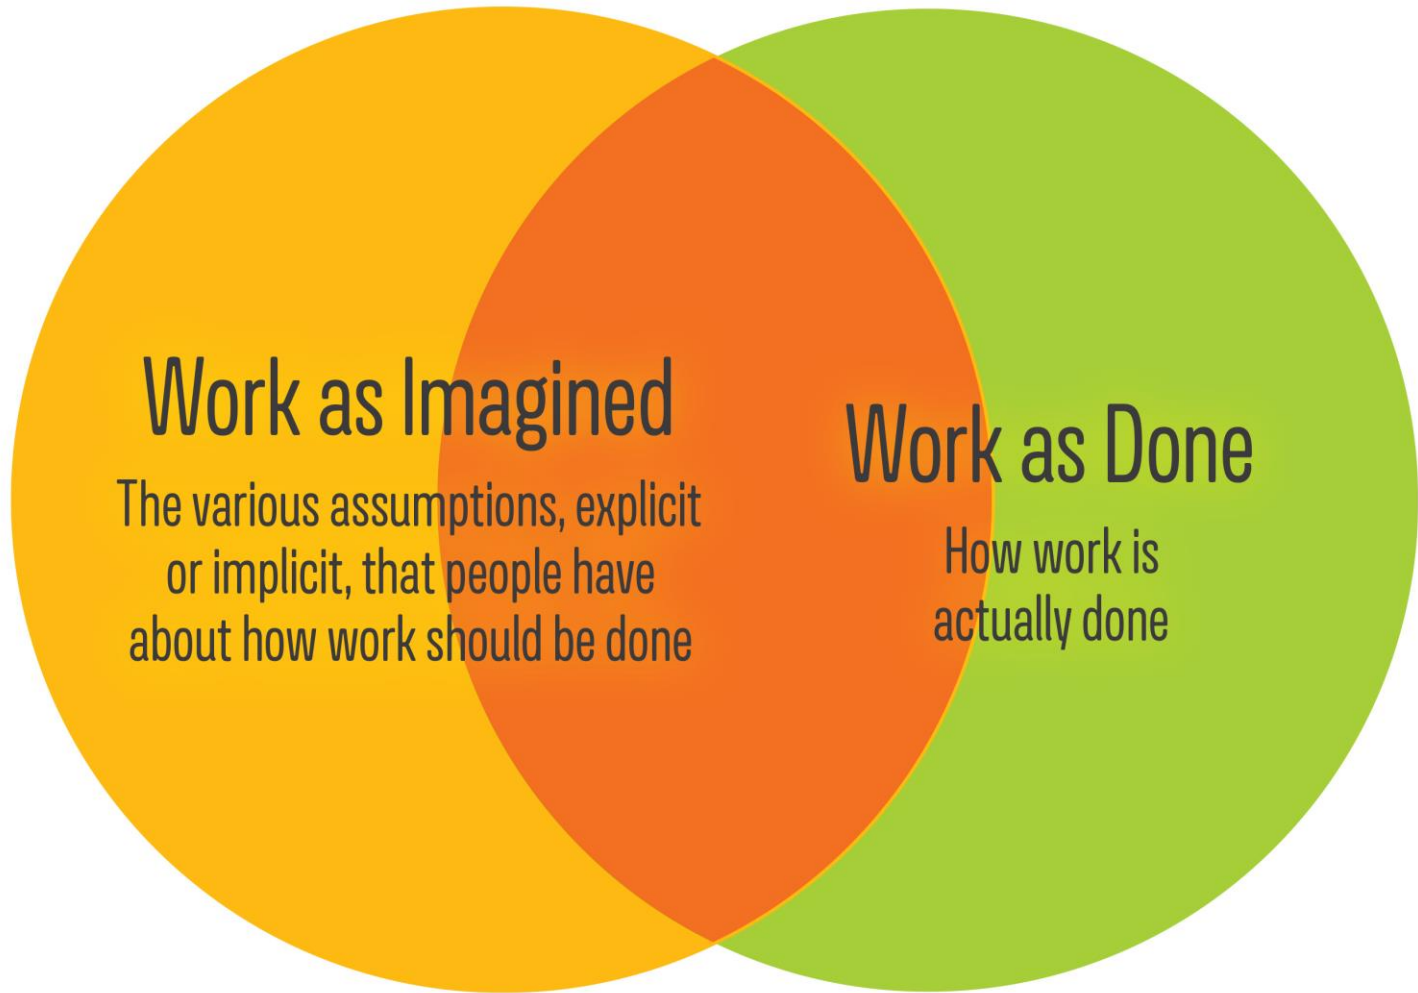 Work as Imagined
The various assumptions, explicit
or implicit, that people have
about how work should be done
Work as Done
How work is
actually done